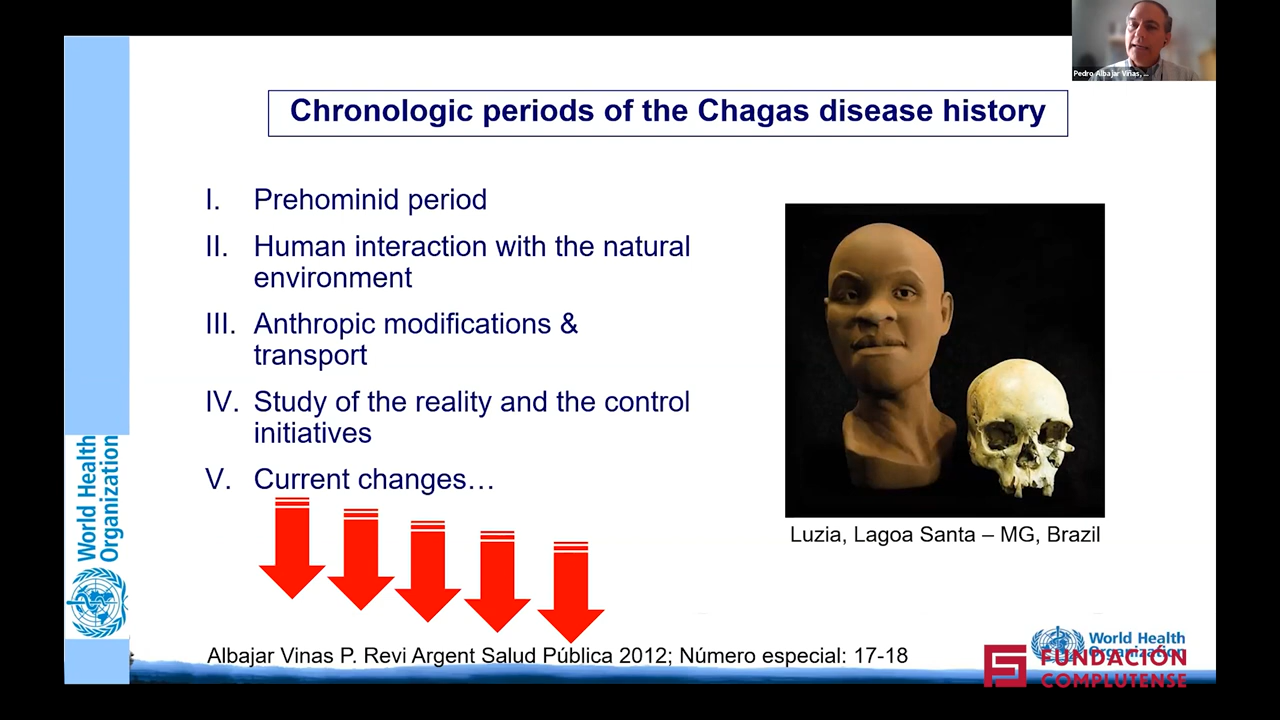 Pedro Albajar Viñas, ...
Chronologic periods of the Chagas disease history
I. Prehominid period
II. Human interaction with the natural
environment
III. Anthropic modifications &
transport
IV. Study of the reality and the control
initiatives
V. Current changes…
Luzia, Lagoa Santa – MG, Brazil
World Health
Organization
Albajar Vinas P. Revi Argent Salud Pública 2012; Número especial: 17-18
World Health
Organization
FUNDACIÓN
COMPLUTENSE